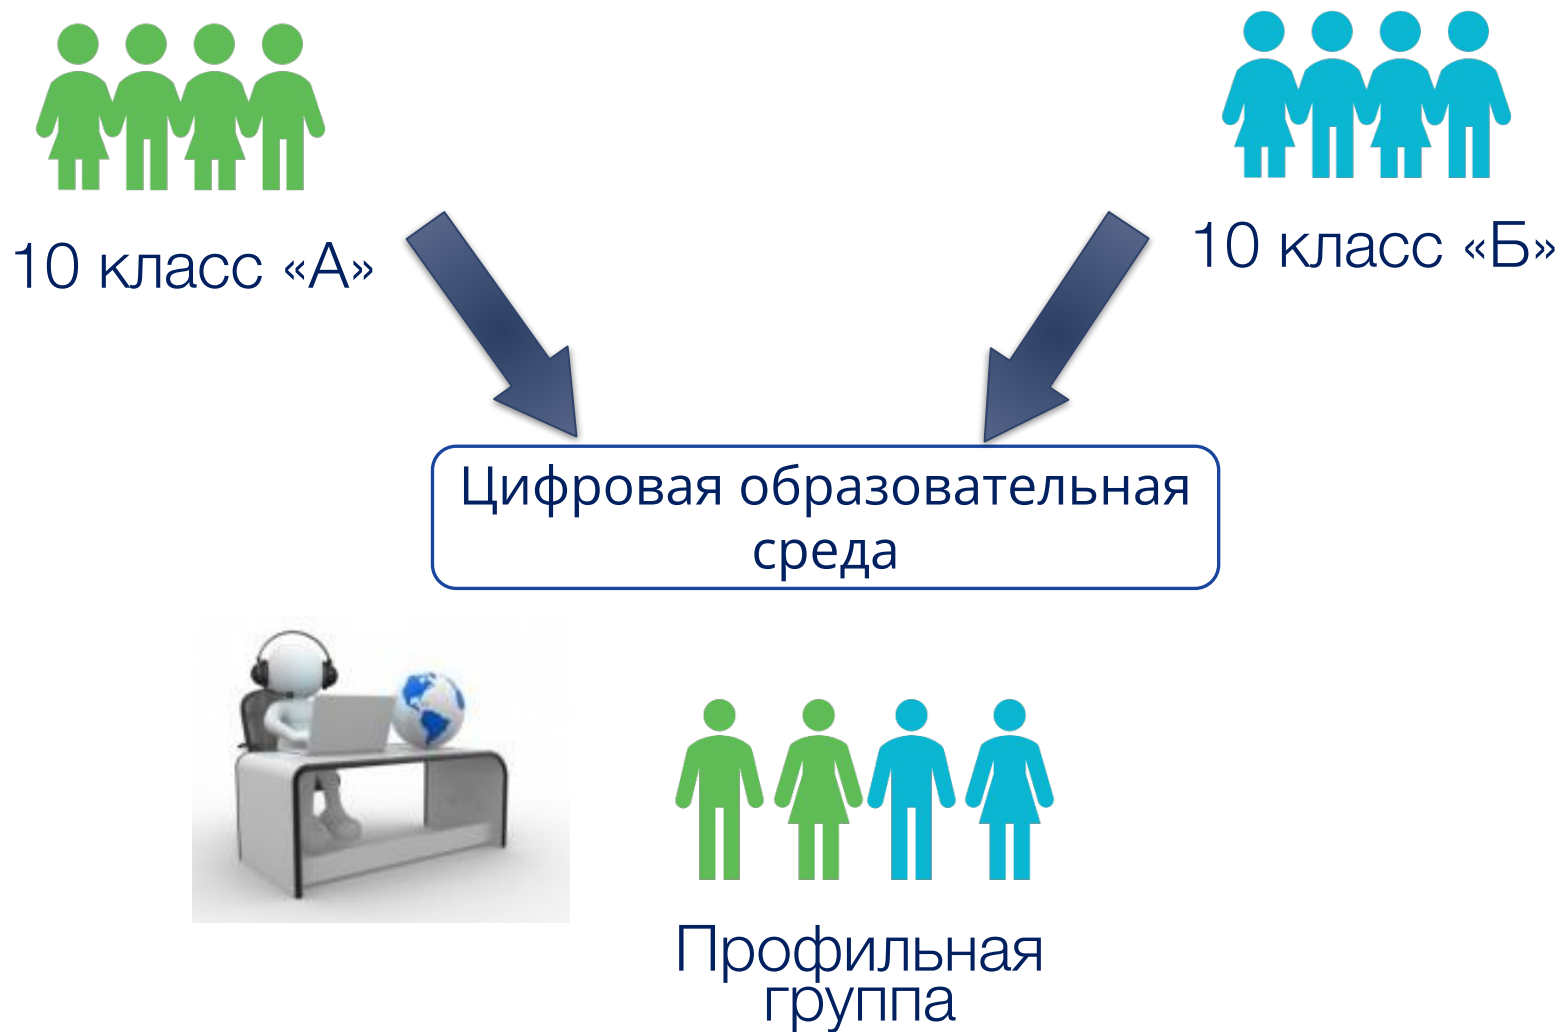 10 класс «А»
10 класс «Б»
Цифровая образовательная
среда
Профильная
группа